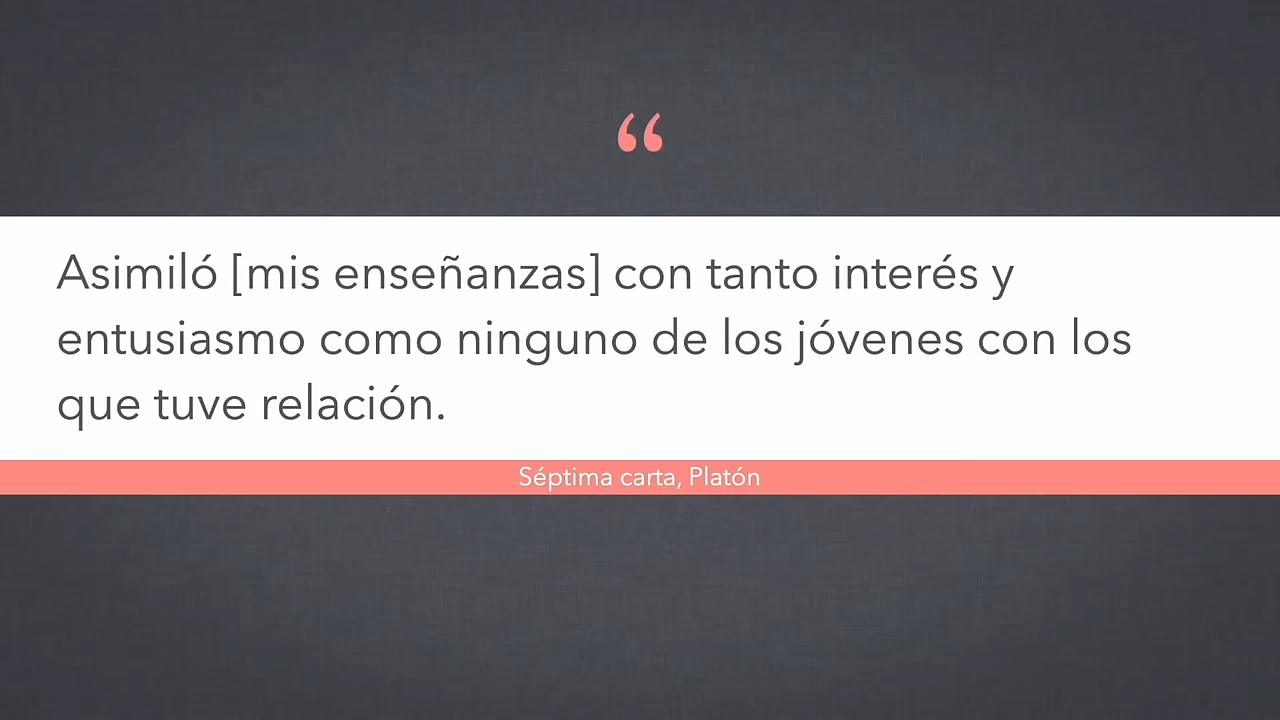 “
Asimiló [mis enseñanzas] con tanto interés y
entusiasmo como ninguno de los jóvenes con los
que tuve relación.
Séptima carta, Platón